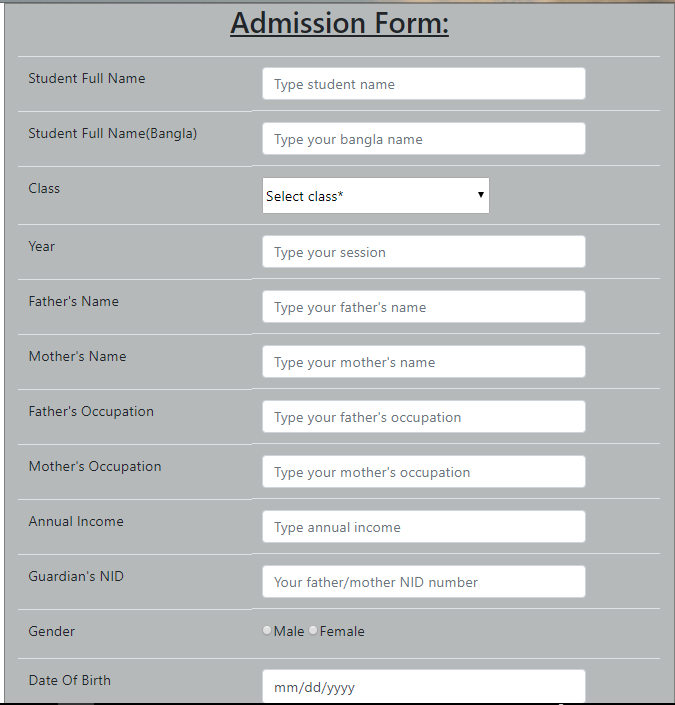 Admission Form:
Student Full Name Type student name
Student Full Name(Bangla) Type your bangla name
Class Select class*
Year Type your session
Father's Name Type your father's name
Mother's Name Type your mother's name
Father's Occupation Type your father's occupation
Mother's Occupation Type your mother's occupation
Annual Income Type annual income
Guardian's NID Your father/mother NID number
Gender Male Female
Date Of Birth mm/dd/yyyy